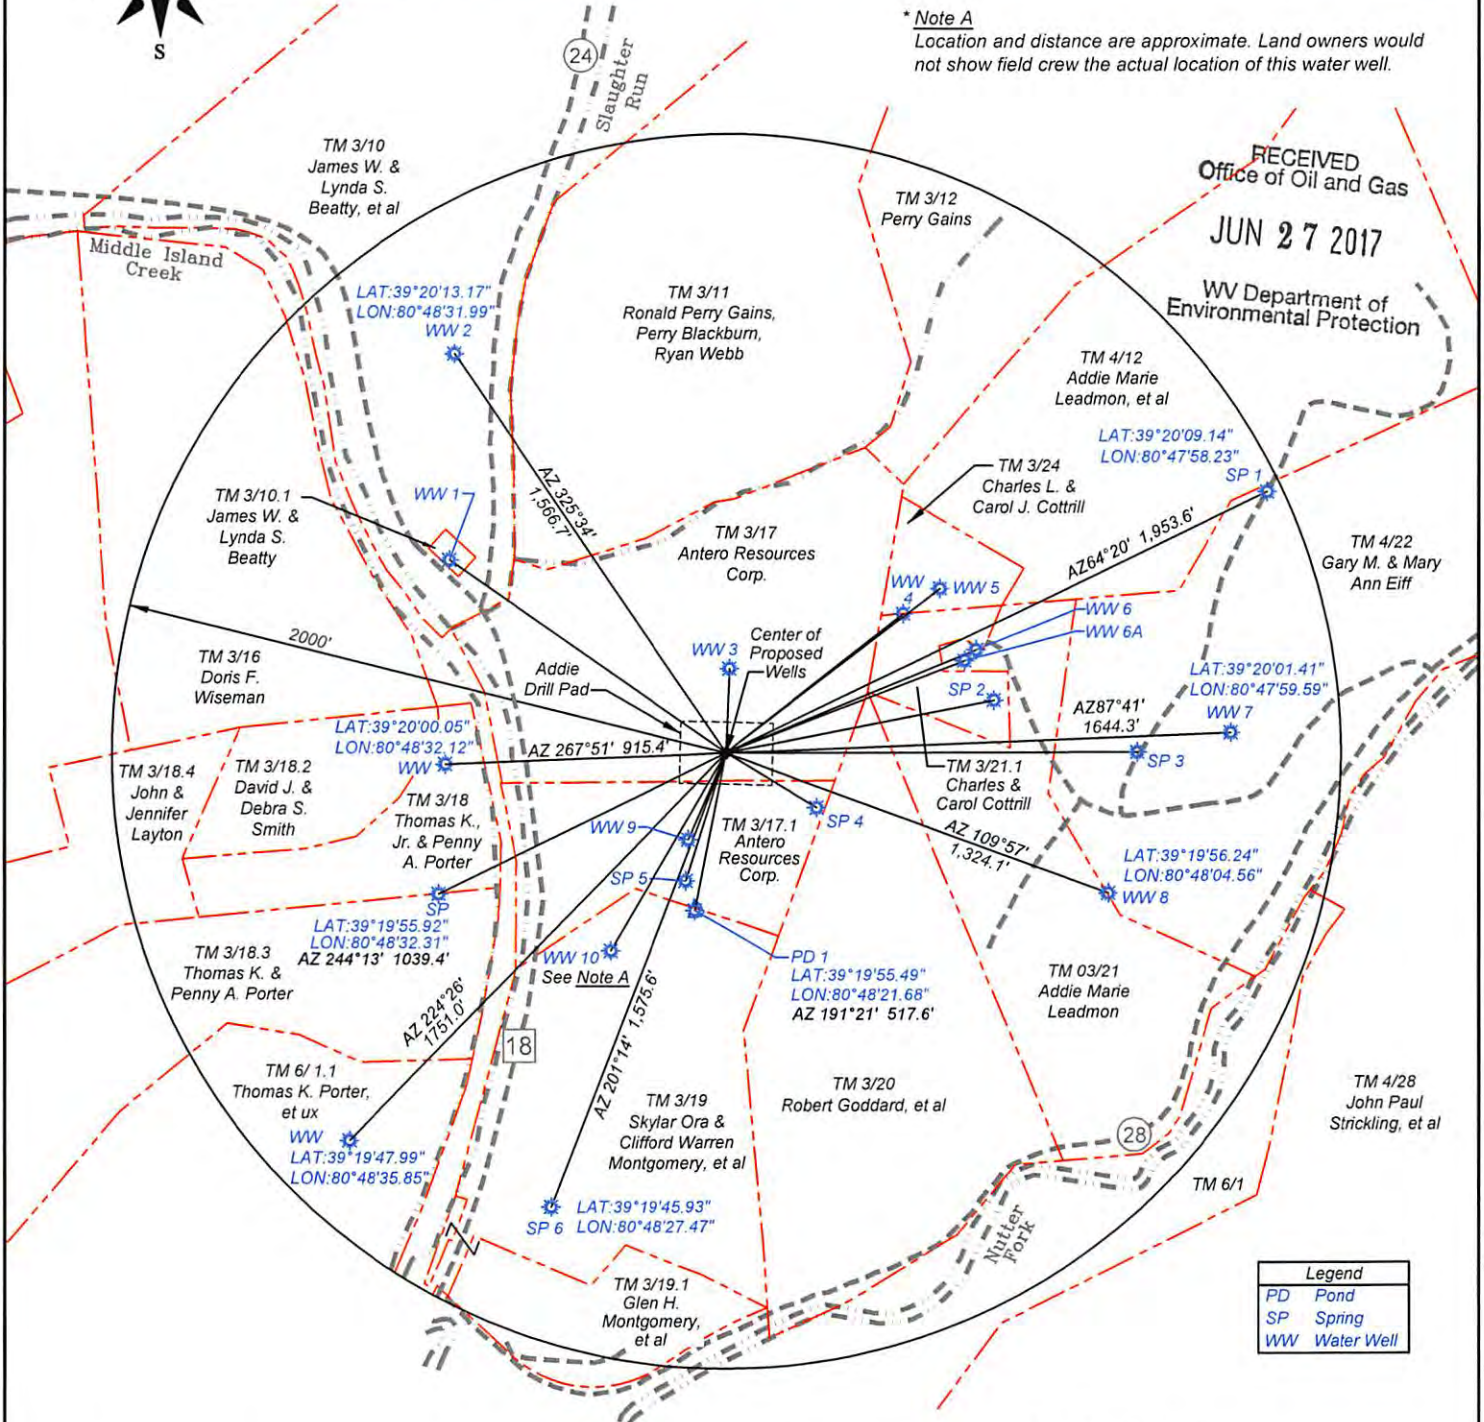 S
* Note A
Location and distance are approximate. Land owners would
not show field crew the actual location of this water well.
24
Slaughter
Run
TM 3/10
James W. &
Lynda S.
Beatty, et al
RECEIVED
Office of Oil and Gas
JUN 27 2017
WV Department of
Environmental Protection
TM 3/12
Perry Gains
Middle Island
Creek
LAT:39°20'13.17"
LON:80°48'31.99"
WW 2
TM 3/11
Ronald Perry Gains,
Perry Blackburn,
Ryan Webb
TM 4/12
Addie Marie
Leadmon, et al
LAT:39°20'09.14"
LON:80°47'58.23"
SP 1
TM 3/24
Charles L. &
Carol J. Cottrill
AZ 325°34'
1,566.7'
TM 3/10.1
James W. &
Lynda S.
Beatty
WW 1
TM 3/17
Antero Resources
Corp.
AZ64°20' 1,953.6'
TM 4/22
Gary M. & Mary
Ann Eiff
WW
4
WW 5
WW 6
WW 6A
2000'
TM 3/16
Doris F.
Wiseman
Addie
Drill Pad
WW 3
Center of
Proposed
Wells
SP 2
LAT:39°20'01.41"
LON:80°47'59.59"
WW 7
AZ87°41'
1644.3'
LAT:39°20'00.05"
LON:80°48'32.12"
WW
AZ 267°51' 915.4'
SP 3
TM 3/18.4
John &
Jennifer
Layton
TM 3/18.2
David J. &
Debra S.
Smith
TM 3/18
Thomas K.,
Jr. & Penny
A. Porter
TM 3/21.1
Charles &
Carol Cottrill
WW 9
TM 3/17.1
Antero
Resources
Corp.
SP 4
AZ 109°57'
1,324.1'
LAT:39°19'56.24"
LON:80°48'04.56"
WW 8
SP 5
SP
LAT:39°19'55.92"
LON:80°48'32.31"
AZ 244°13' 1039.4'
TM 3/18.3
Thomas K. &
Penny A. Porter
WW 10
See Note A
PD 1
LAT:39°19'55.49"
LON:80°48'21.68"
AZ 191°21' 517.6'
TM 03/21
Addie Marie
Leadmon
AZ 224°26'
1751.0'
18
AZ 201°14' 1,575.6'
TM 6/ 1.1
Thomas K. Porter,
et ux
WW
LAT:39°19'47.99"
LON:80°48'35.85"
TM 3/19
Skylar Ora &
Clifford Warren
Montgomery, et al
TM 3/20
Robert Goddard, et al
TM 4/28
John Paul
Strickling, et al
28
TM 6/1
SP 6
LAT:39°19'45.93"
LON:80°48'27.47"
Nutter
Fork
TM 3/19.1
Glen H.
Montgomery,
et al
Legend
PD Pond
SP Spring
WW Water Well